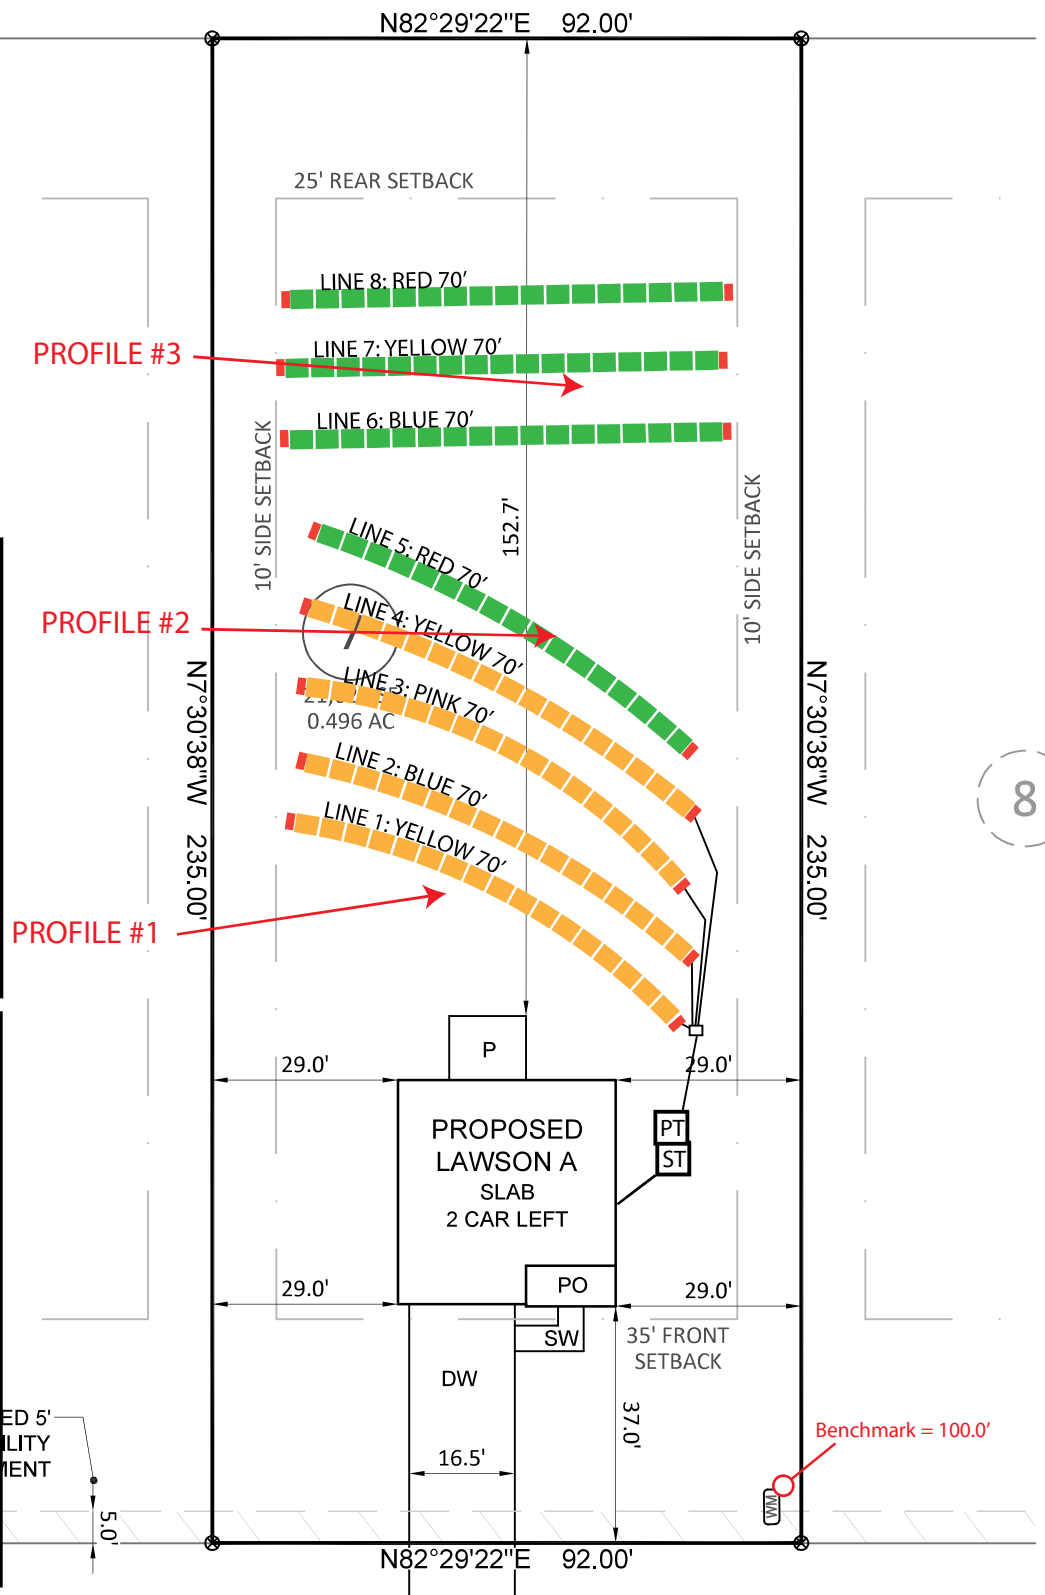 N82°29'22"E 92.00'
25' REAR SETBACK
LINE 8: RED 70'
PROFILE #3
LINE 7: YELLOW 70'
LINE 6: BLUE 70'
10' SIDE SETBACK
152.7'
10' SIDE SETBACK
LINE 5: RED 70'
PROFILE #2
LINE 4: YELLOW 70'
LINE 3: PINK 70'
0.496 AC
N7°30'38"W 235.00'
N7°30'38"W 235.00'
LINE 2: BLUE 70'
8
LINE 1: YELLOW 70'
PROFILE #1
P
29.0'
29.0'
PT
ST
PROPOSED
LAWSON A
SLAB
2 CAR LEFT
PO
29.0'
29.0'
SW
35' FRONT
SETBACK
DW
37.0'
16.5'
ED 5'
ILITY
MENT
5.0'
Benchmark = 100.0'
WM
N82°29'22"E 92.00'